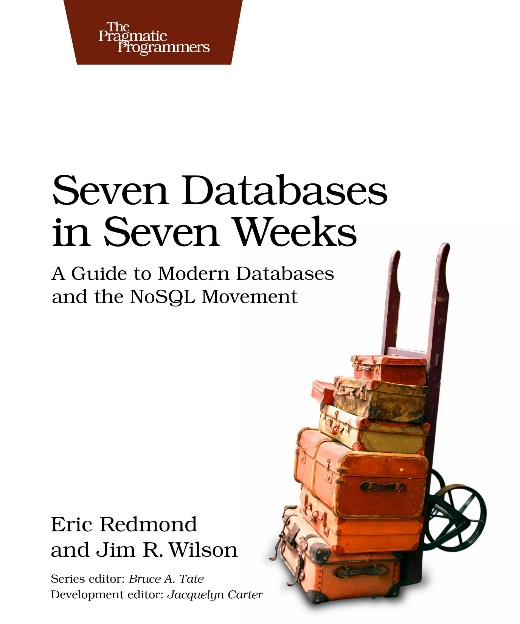 The
Pragmatic
Programmers
Seven Databases
in Seven Weeks
A Guide to Modern Databases
and the NoSQL Movement
Eric Redmond
and Jim R. Wilson
Series editor: Bruce A. Tate
Development editor: Jacquelyn Carter